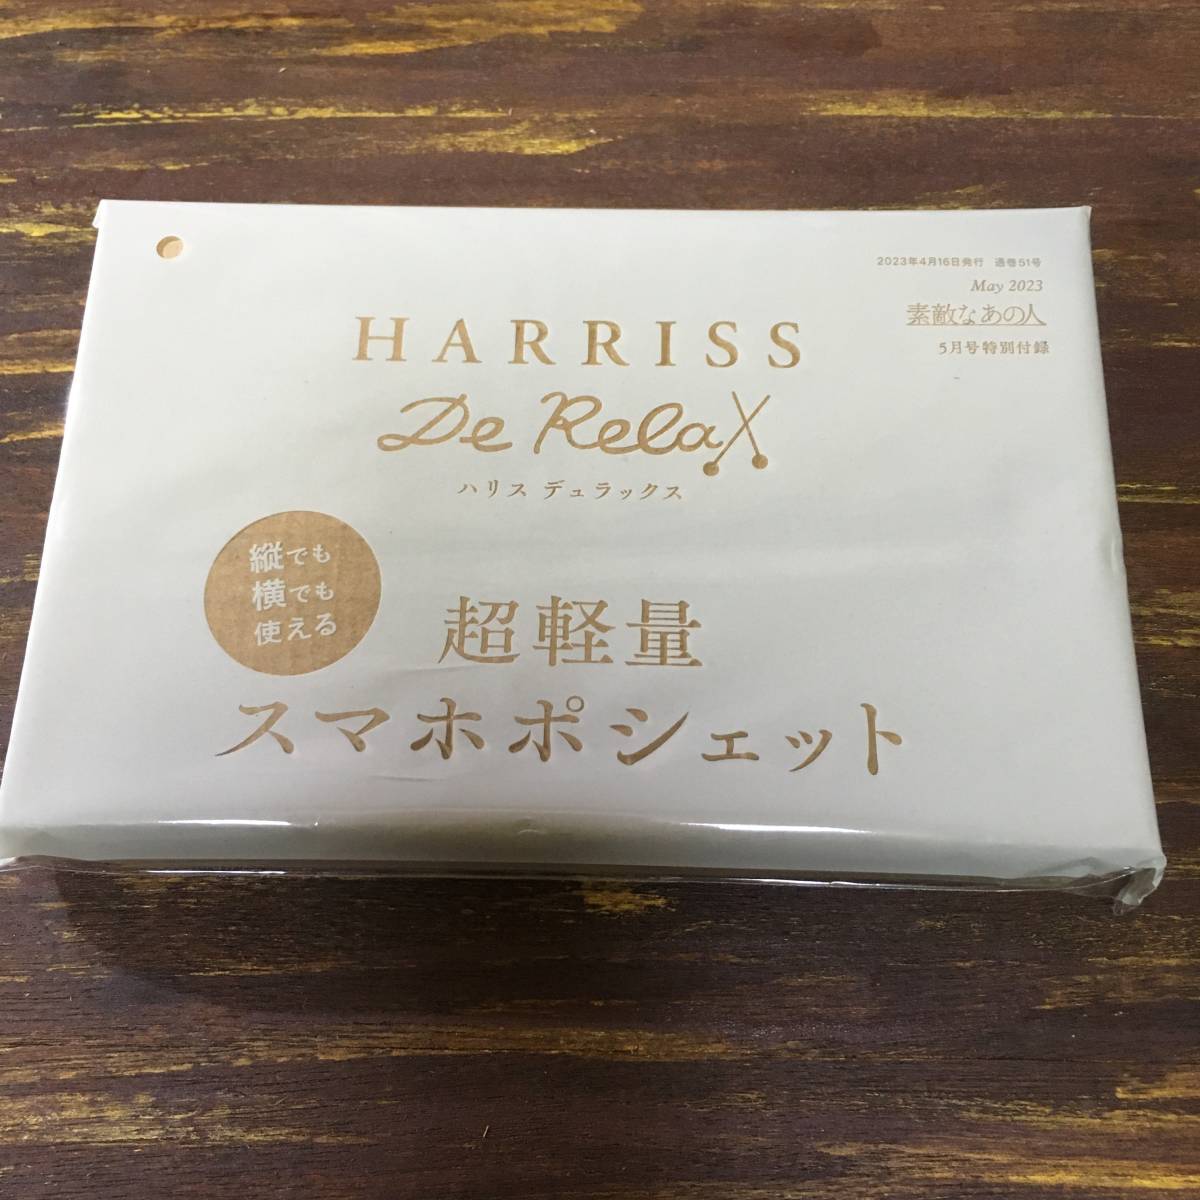 2023年4月16日発行 通巻51号
May 2023
素敵なあの人
5月号特別付録
HARRISS
De Relax
ハリス デュラックス
縦でも
横でも
使える
超軽量
スマホポシェット